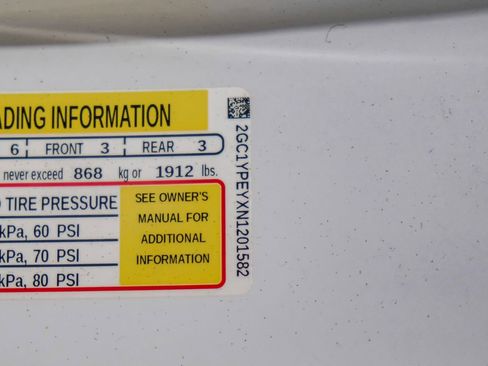 ADING INFORMATION
6 FRONT 3 REAR 3
never exceed 868 kg or 1912 lbs.
TIRE PRESSURE
kPa, 60 PSI
kPa, 70 PSI
kPa, 80 PSI
SEE OWNER'S
MANUAL FOR
ADDITIONAL
INFORMATION
2GC1YPEYXN1201582